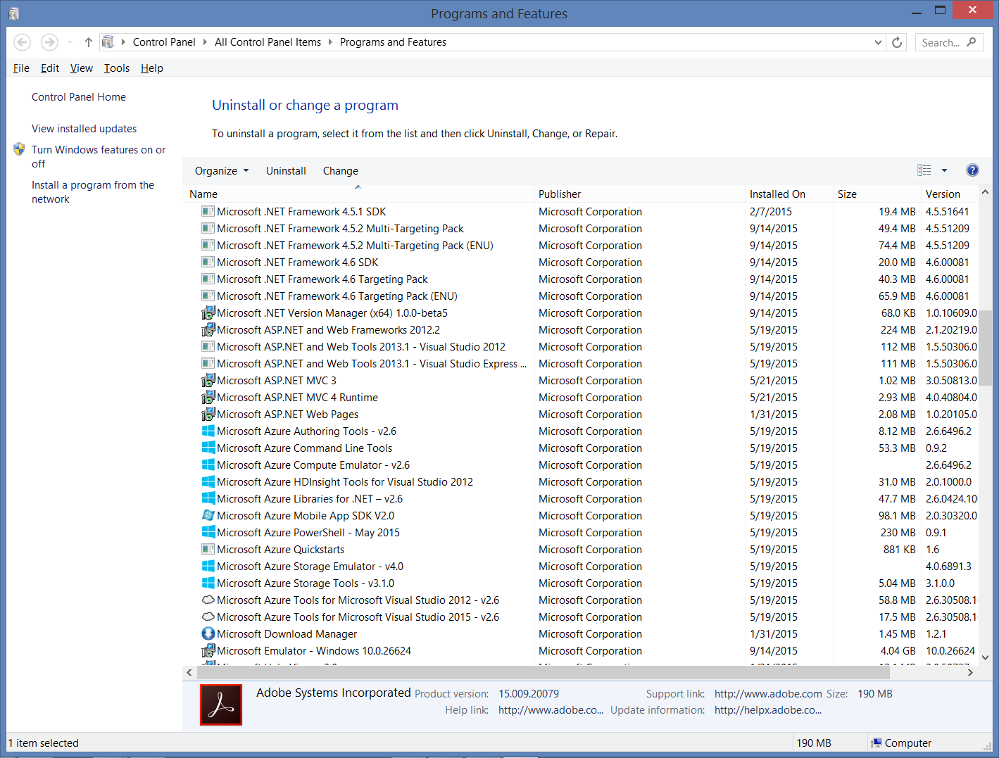 Programs and Features
Control Panel All Control Panel Items Programs and Features Search...
File Edit View Tools Help
Control Panel Home
View installed updates
Turn Windows features on or
off
Install a program from the
network
Uninstall or change a program
To uninstall a program, select it from the list and then click Uninstall, Change, or Repair.
Organize Uninstall Change
Name Publisher Installed On Size Version
Microsoft .NET Framework 4.5.1 SDK Microsoft Corporation 2/7/2015 19.4 MB 4.5.51641
Microsoft .NET Framework 4.5.2 Multi-Targeting Pack Microsoft Corporation 9/14/2015 49.4 MB 4.5.51209
Microsoft .NET Framework 4.5.2 Multi-Targeting Pack (ENU) Microsoft Corporation 9/14/2015 74.4 MB 4.5.51209
Microsoft .NET Framework 4.6 SDK Microsoft Corporation 9/14/2015 20.0 MB 4.6.00081
Microsoft .NET Framework 4.6 Targeting Pack Microsoft Corporation 9/14/2015 40.3 MB 4.6.00081
Microsoft .NET Framework 4.6 Targeting Pack (ENU) Microsoft Corporation 9/14/2015 65.9 MB 4.6.00081
Microsoft .NET Version Manager (x64) 1.0.0-beta5 Microsoft Corporation 9/14/2015 68.0 KB 1.0.10609.0
Microsoft ASP.NET and Web Frameworks 2012.2 Microsoft Corporation 5/19/2015 224 MB 2.1.20219.0
Microsoft ASP.NET and Web Tools 2013.1 - Visual Studio 2012 Microsoft Corporation 5/19/2015 112 MB 1.5.50306.0
Microsoft ASP.NET and Web Tools 2013.1 - Visual Studio Express ... Microsoft Corporation 5/19/2015 111 MB 1.5.50306.0
Microsoft ASP.NET MVC 3 Microsoft Corporation 5/21/2015 1.02 MB 3.0.50813.0
Microsoft ASP.NET MVC 4 Runtime Microsoft Corporation 5/21/2015 2.93 MB 4.0.40804.0
Microsoft ASP.NET Web Pages Microsoft Corporation 1/31/2015 2.08 MB 1.0.20105.0
Microsoft Azure Authoring Tools - v2.6 Microsoft Corporation 5/19/2015 8.12 MB 2.6.6496.2
Microsoft Azure Command Line Tools Microsoft Corporation 5/19/2015 53.3 MB 0.9.2
Microsoft Azure Compute Emulator - v2.6 Microsoft Corporation 5/19/2015 2.6.6496.2
Microsoft Azure HDInsight Tools for Visual Studio 2012 Microsoft Corporation 5/19/2015 31.0 MB 2.0.1000.0
Microsoft Azure Libraries for .NET – v2.6 Microsoft Corporation 5/19/2015 47.7 MB 2.6.0424.10
Microsoft Azure Mobile App SDK V2.0 Microsoft Corporation 5/19/2015 98.1 MB 2.0.30320.0
Microsoft Azure PowerShell - May 2015 Microsoft Corporation 5/19/2015 230 MB 0.9.1
Microsoft Azure Quickstarts Microsoft Corporation 5/19/2015 881 KB 1.6
Microsoft Azure Storage Emulator - v4.0 Microsoft Corporation 5/19/2015 4.0.6891.3
Microsoft Azure Storage Tools - v3.1.0 Microsoft Corporation 5/19/2015 5.04 MB 3.1.0.0
Microsoft Azure Tools for Microsoft Visual Studio 2012 - v2.6 Microsoft Corporation 5/19/2015 58.8 MB 2.6.30508.1
Microsoft Azure Tools for Microsoft Visual Studio 2015 - v2.6 Microsoft Corporation 5/19/2015 17.5 MB 2.6.30508.1
Microsoft Download Manager Microsoft Corporation 1/31/2015 1.45 MB 1.2.1
Microsoft Emulator - Windows 10.0.26624 Microsoft Corporation 9/14/2015 4.04 GB 10.0.26624
Adobe Systems Incorporated Product version: 15.009.20079 Support link: http://www.adobe.com Size: 190 MB
Help link: http://www.adobe.co... Update information: http://helpx.adobe.co...
1 item selected 190 MB Computer